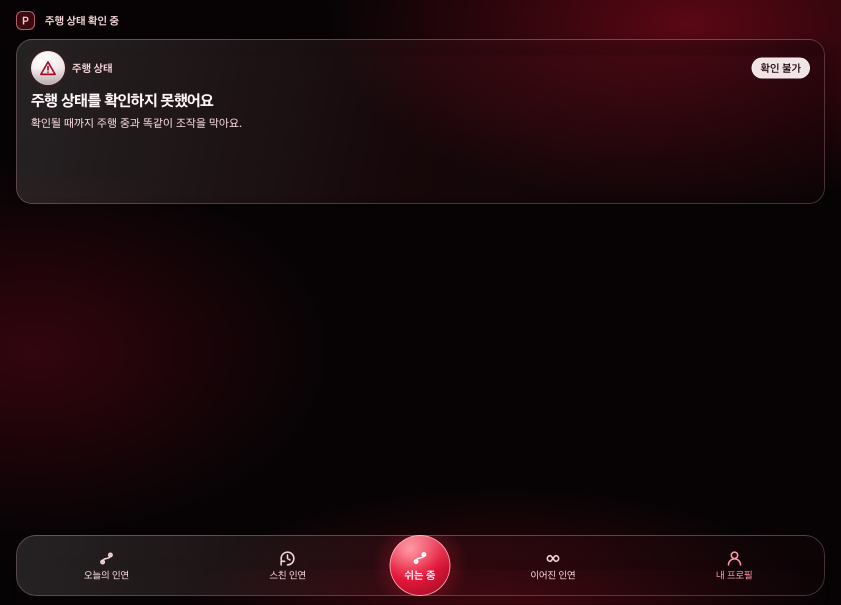 P 주행 상태 확인 중
주행 상태
확인 불가
주행 상태를 확인하지 못했어요
확인될 때까지 주행 중과 똑같이 조작을 막아요.
오늘의 인연
스친 인연
쉬는 중
이어진 인연
내 프로필